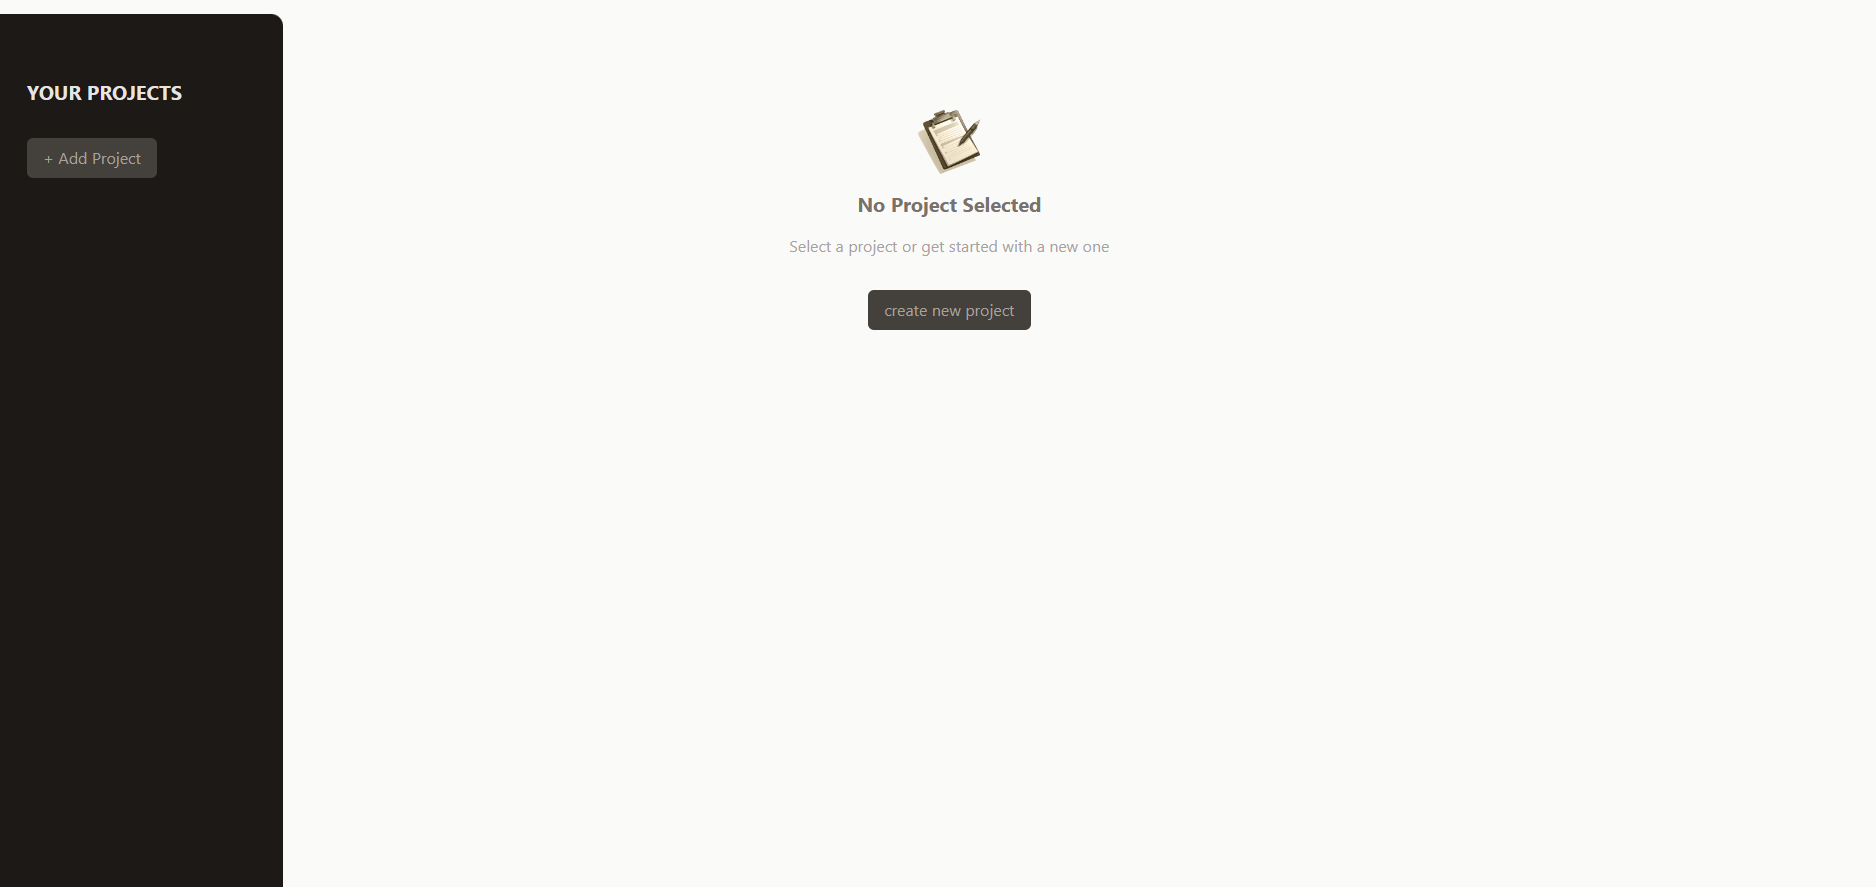 YOUR PROJECTS
+ Add Project
No Project Selected
Select a project or get started with a new one
create new project